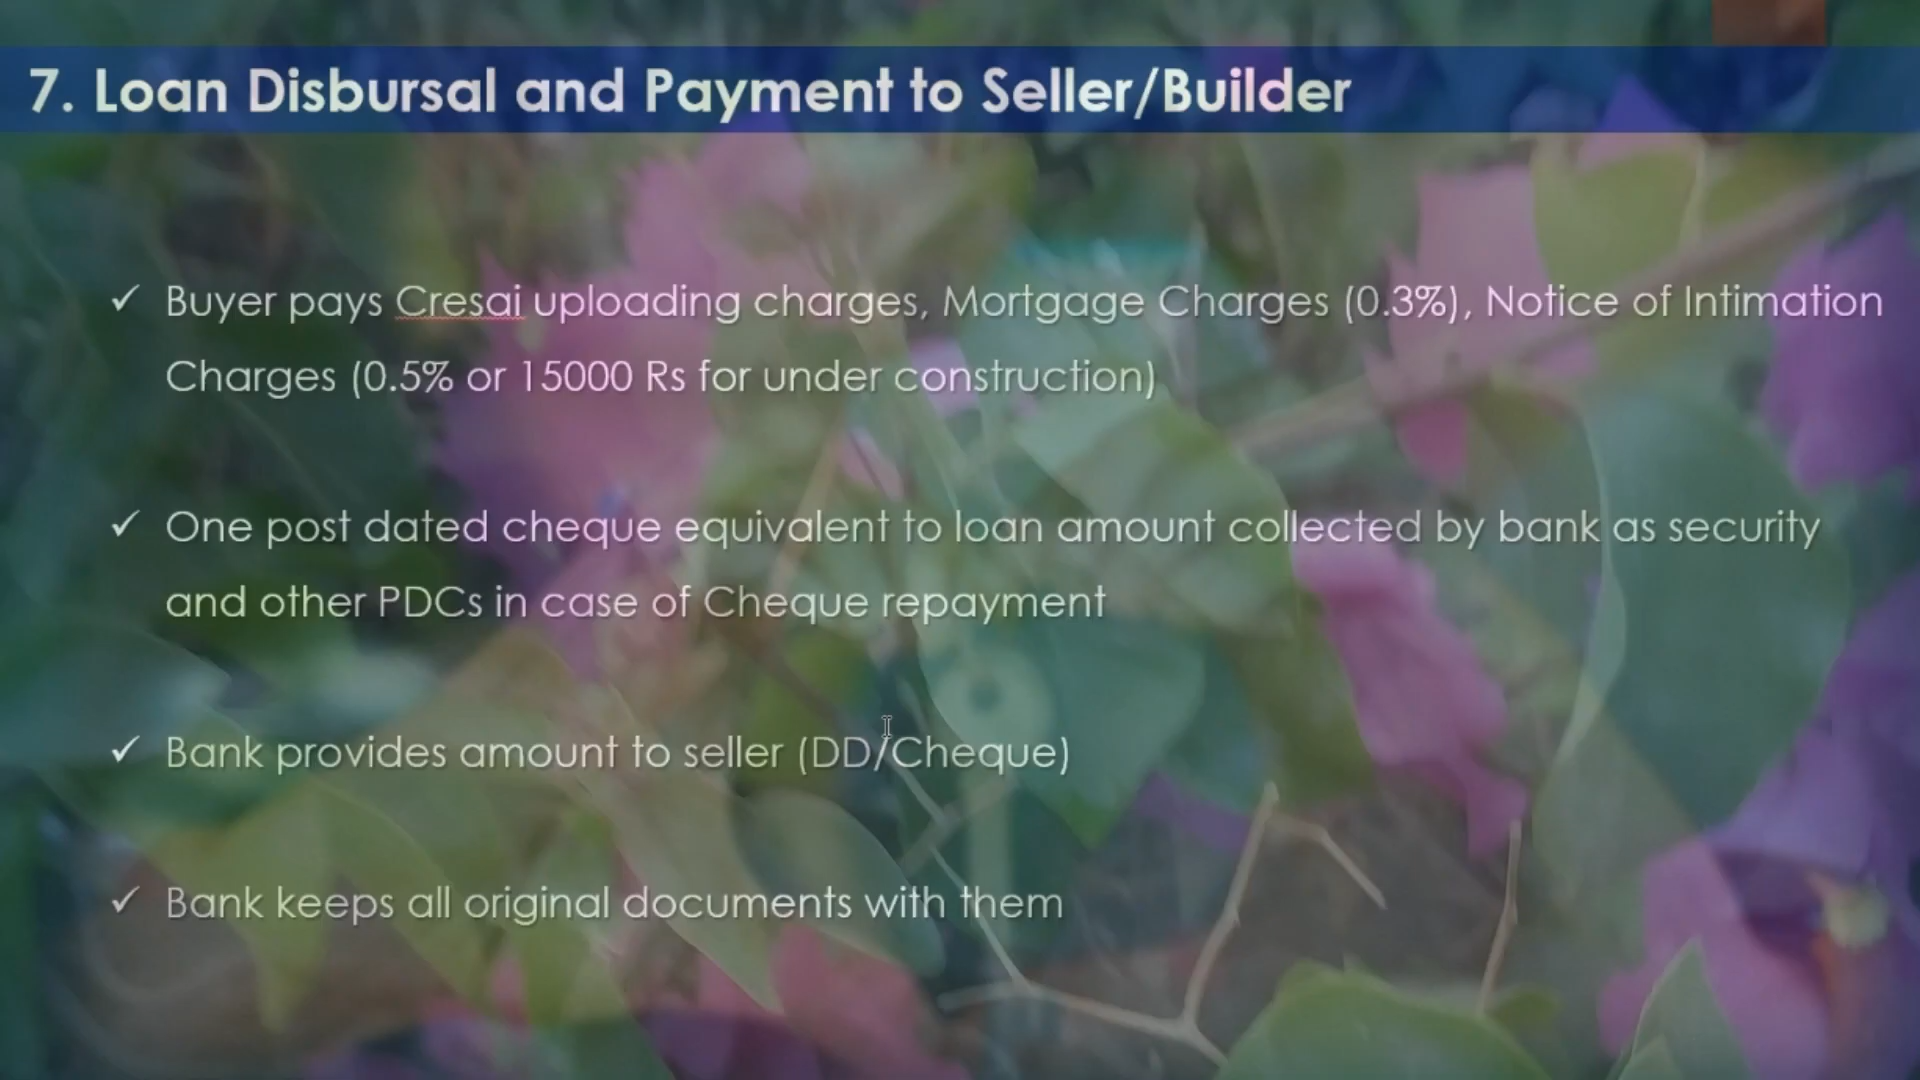 7. Loan Disbursal and Payment to Seller/Builder
✓ Buyer pays Cresai uploading charges, Mortgage Charges (0.3%), Notice of Intimation
Charges (0.5% or 15000 Rs for under construction)
✓ One post dated cheque equivalent to loan amount collected by bank as security
and other PDCs in case of Cheque repayment
✓ Bank provides amount to seller (DD/Cheque)
✓ Bank keeps all original documents with them